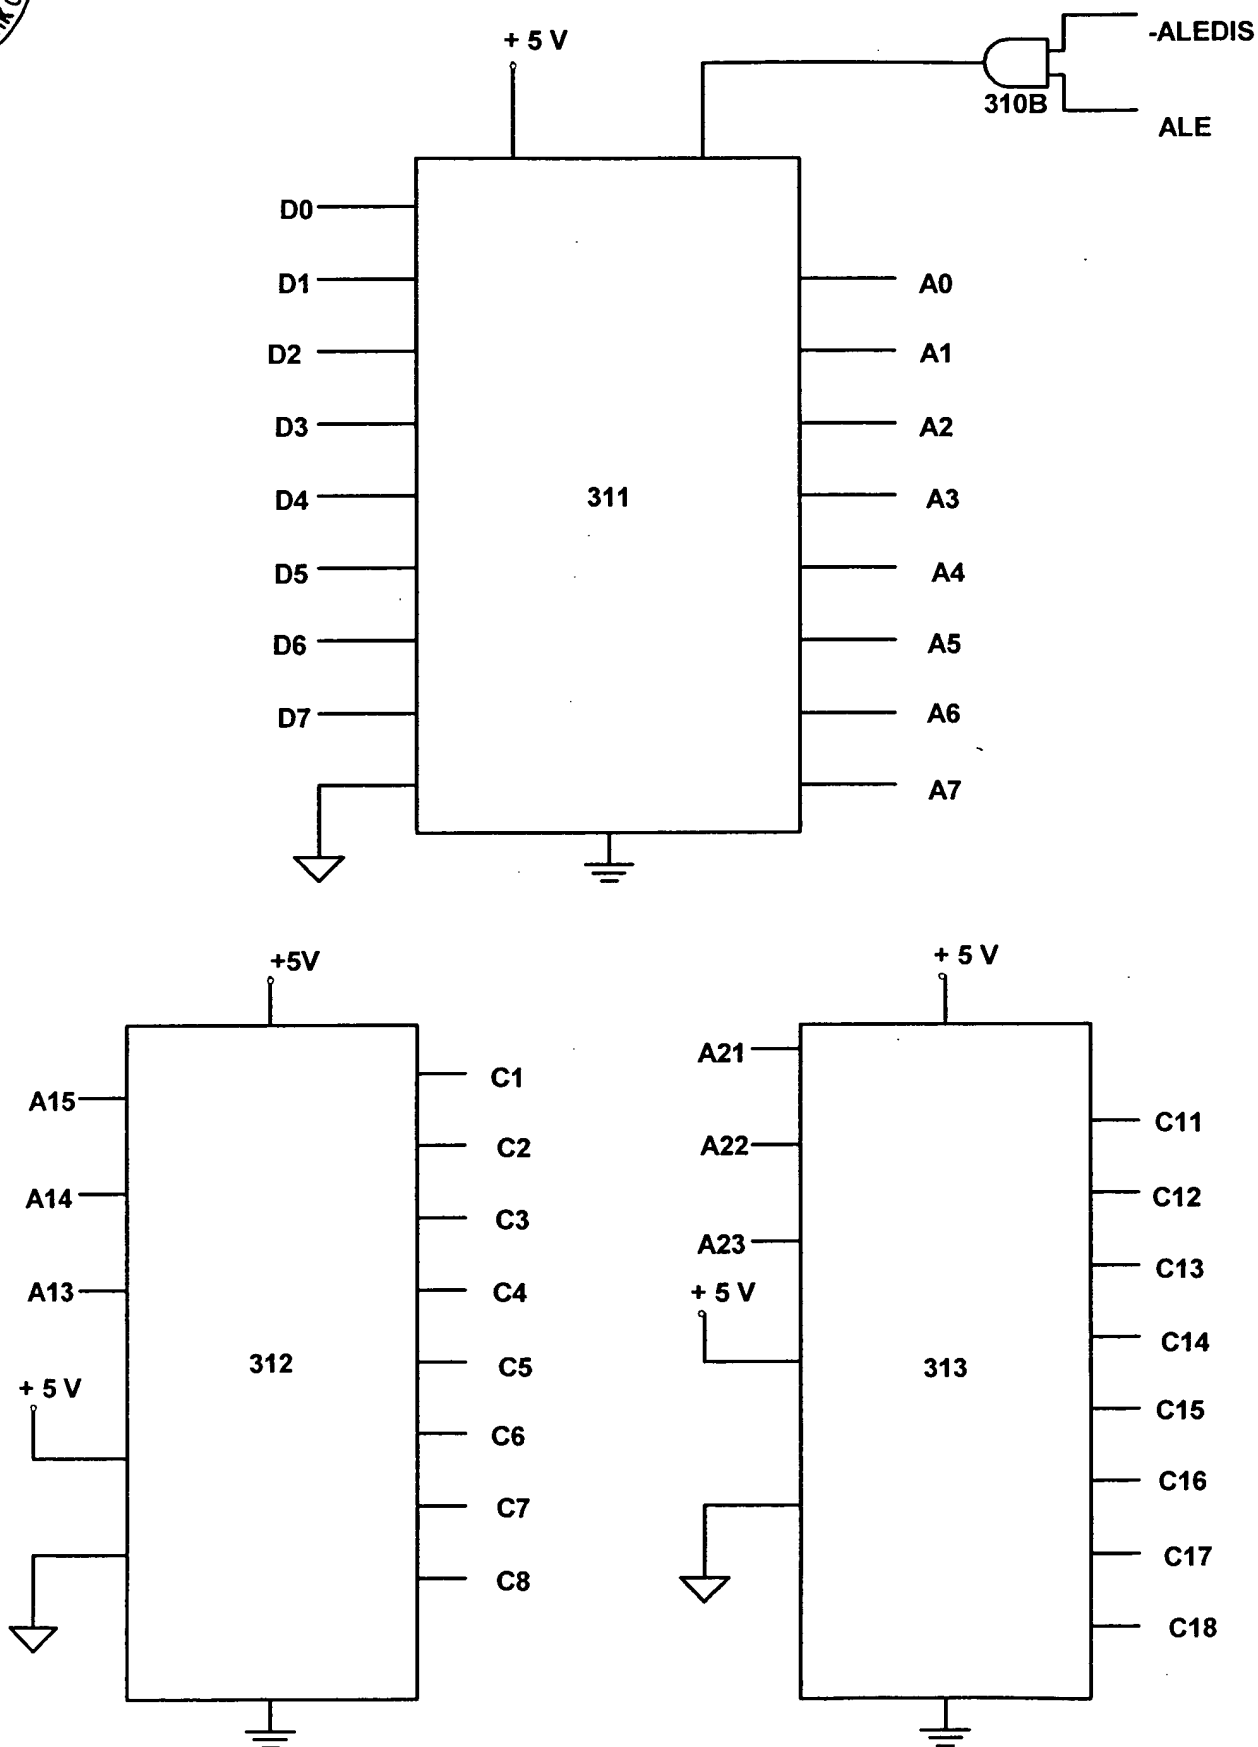 + 5 V
-ALEDIS
310B
ALE
D0
D1
A0
D2
A1
D3
A2
D4
311
A3
D5
A4
D6
A5
D7
A6
A7
+5V
+ 5 V
A21
C1
A15
C11
A22
C2
A14
C12
C3
A23
C13
A13
C4
+ 5 V
C14
312
C5
313
+ 5 V
C15
C6
C16
C7
C17
C8
C18